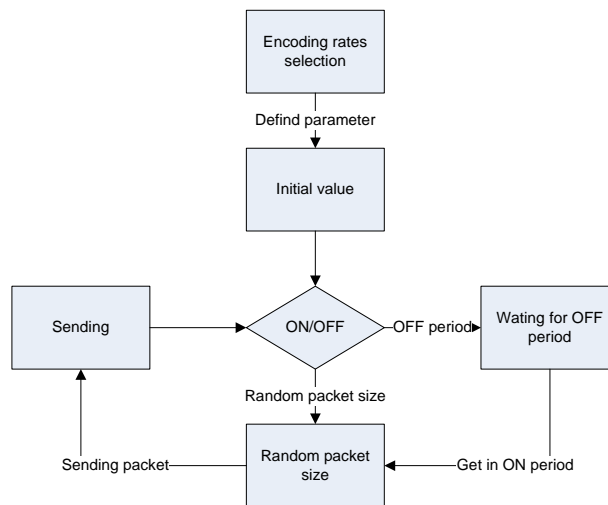 Encoding rates
selection
Defind parameter
Initial value
Sending
ON/OFF
OFF period
Wating for OFF
period
Random packet size
Sending packet
Random packet
size
Get in ON period